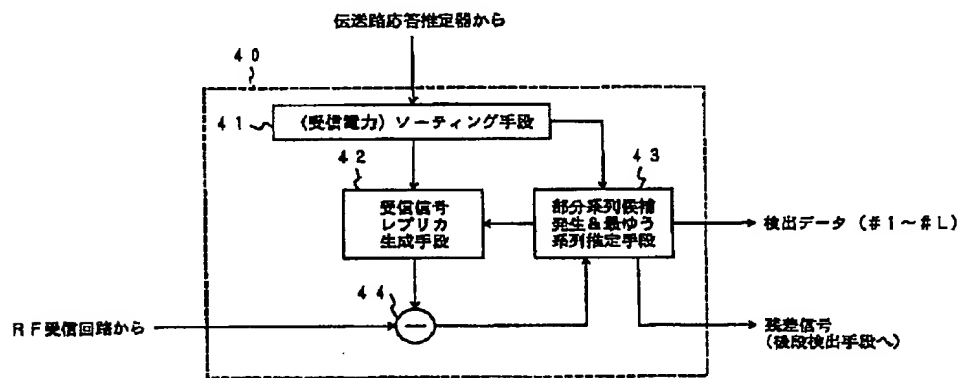 伝送路応答推定器から
40
41
(受信電力) ソーティング手段
42
43
受信信号
レプリカ
生成手段
部分系列候補
発生&最ゆう
系列推定手段
検出データ (#1~#L)
44
RF受信回路から
残差信号
(後段検出手段へ)